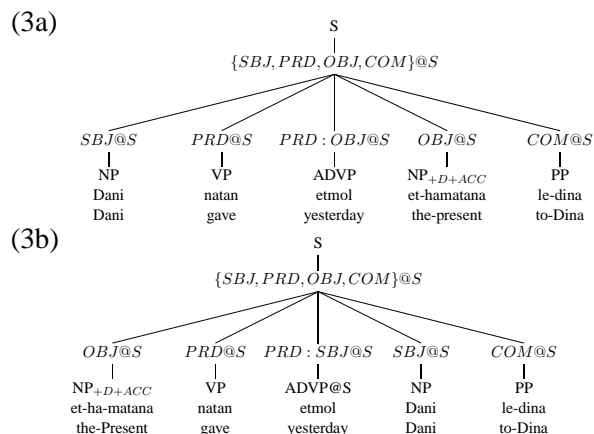 (3a)
S
{SBJ, PRD, OBJ, COM}@S
SBJ@S PRD@S PRD : OBJ@S OBJ@S COM@S
NP VP ADVP NP+D+ACC PP
Dani natan etmol et-hamatana le-dina
Dani gave yesterday the-present to-Dina
(3b)
S
{SBJ, PRD, OBJ, COM}@S
OBJ@S PRD@S PRD : SBJ@S SBJ@S COM@S
NP+D+ACC VP ADVP@S NP PP
et-ha-matana natan etmol Dani le-dina
the-Present gave yesterday Dani to-Dina